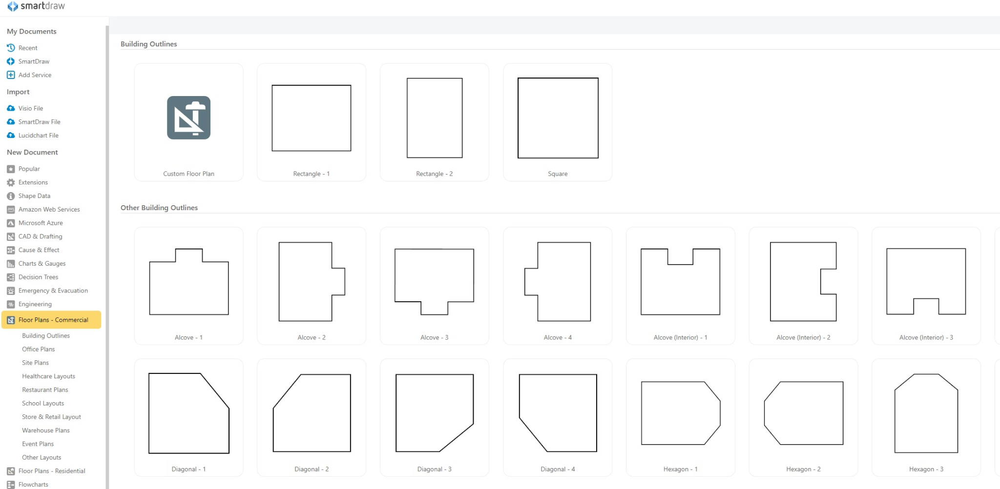 smartdraw
My Documents
Recent
SmartDraw
Add Service
Import
Visio File
SmartDraw File
Lucidchart File
New Document
Popular
Extensions
Shape Data
aws
Amazon Web Services
Microsoft Azure
CAD & Drafting
Cause & Effect
Charts & Gauges
Decision Trees
Emergency & Evacuation
Engineering
Floor Plans - Commercial
Building Outlines
Office Plans
Site Plans
Healthcare Layouts
Restaurant Plans
School Layouts
Store & Retail Layout
Warehouse Plans
Event Plans
Other Layouts
Floor Plans - Residential
Flowcharts
Building Outlines
Custom Floor Plan
Rectangle - 1
Rectangle - 2
Square
Other Building Outlines
Alcove - 1
Alcove - 2
Alcove - 3
Alcove - 4
Alcove (Interior) - 1
Alcove (Interior) - 2
Alcove (Interior) - 3
Diagonal - 1
Diagonal - 2
Diagonal - 3
Diagonal - 4
Hexagon - 1
Hexagon - 2
Hexagon - 3